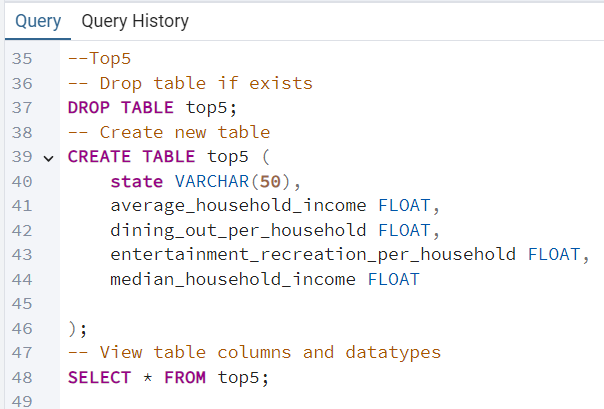 Query Query History
35 --Top5
36 -- Drop table if exists
37 DROP TABLE top5;
38 -- Create new table
39 CREATE TABLE top5 (
40 state VARCHAR(50),
41 average_household_income FLOAT,
42 dining_out_per_household FLOAT,
43 entertainment_recreation_per_household FLOAT,
44 median_household_income FLOAT
45
46 );
47 -- View table columns and datatypes
48 SELECT * FROM top5;
49